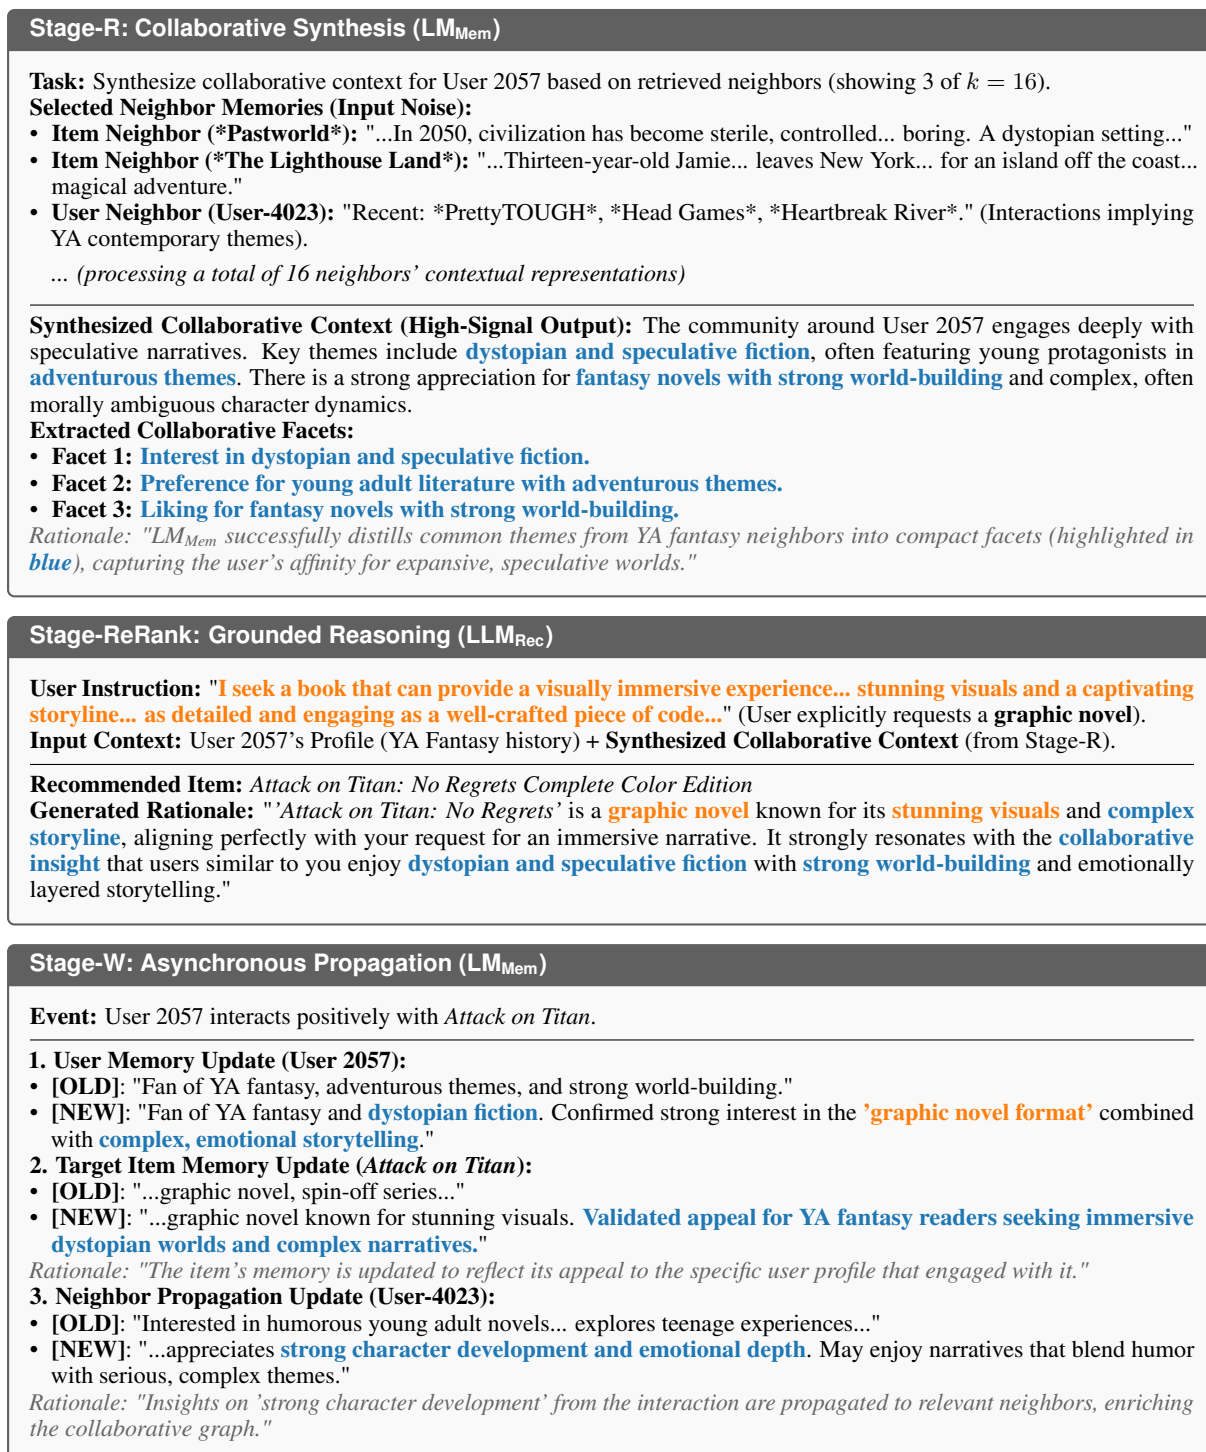 Stage-R: Collaborative Synthesis (LMMem)
Task: Synthesize collaborative context for User 2057 based on retrieved neighbors (showing 3 of k = 16).
Selected Neighbor Memories (Input Noise):
• Item Neighbor (*Pastworld*): "...In 2050, civilization has become sterile, controlled... boring. A dystopian setting..."
• Item Neighbor (*The Lighthouse Land*): "...Thirteen-year-old Jamie... leaves New York... for an island off the coast...
magical adventure."
• User Neighbor (User-4023): "Recent: *PrettyTOUGH*, *Head Games*, *Heartbreak River*." (Interactions implying
YA contemporary themes).
... (processing a total of 16 neighbors' contextual representations)
Synthesized Collaborative Context (High-Signal Output): The community around User 2057 engages deeply with
speculative narratives. Key themes include dystopian and speculative fiction, often featuring young protagonists in
adventurous themes. There is a strong appreciation for fantasy novels with strong world-building and complex, often
morally ambiguous character dynamics.
Extracted Collaborative Facets:
• Facet 1: Interest in dystopian and speculative fiction.
• Facet 2: Preference for young adult literature with adventurous themes.
• Facet 3: Liking for fantasy novels with strong world-building.
Rationale: "LMMem successfully distills common themes from YA fantasy neighbors into compact facets (highlighted in
blue), capturing the user's affinity for expansive, speculative worlds."
Stage-ReRank: Grounded Reasoning (LLMRec)
User Instruction: "I seek a book that can provide a visually immersive experience... stunning visuals and a captivating
storyline... as detailed and engaging as a well-crafted piece of code..." (User explicitly requests a graphic novel).
Input Context: User 2057's Profile (YA Fantasy history) + Synthesized Collaborative Context (from Stage-R).
Recommended Item: Attack on Titan: No Regrets Complete Color Edition
Generated Rationale: "'Attack on Titan: No Regrets' is a graphic novel known for its stunning visuals and complex
storyline, aligning perfectly with your request for an immersive narrative. It strongly resonates with the collaborative
insight that users similar to you enjoy dystopian and speculative fiction with strong world-building and emotionally
layered storytelling."
Stage-W: Asynchronous Propagation (LMMem)
Event: User 2057 interacts positively with Attack on Titan.
1. User Memory Update (User 2057):
• [OLD]: "Fan of YA fantasy, adventurous themes, and strong world-building."
• [NEW]: "Fan of YA fantasy and dystopian fiction. Confirmed strong interest in the 'graphic novel format' combined
with complex, emotional storytelling."
2. Target Item Memory Update (Attack on Titan):
• [OLD]: "...graphic novel, spin-off series..."
• [NEW]: "...graphic novel known for stunning visuals. Validated appeal for YA fantasy readers seeking immersive
dystopian worlds and complex narratives."
Rationale: "The item's memory is updated to reflect its appeal to the specific user profile that engaged with it."
3. Neighbor Propagation Update (User-4023):
• [OLD]: "Interested in humorous young adult novels... explores teenage experiences..."
• [NEW]: "...appreciates strong character development and emotional depth. May enjoy narratives that blend humor
with serious, complex themes."
Rationale: "Insights on 'strong character development' from the interaction are propagated to relevant neighbors, enriching
the collaborative graph."